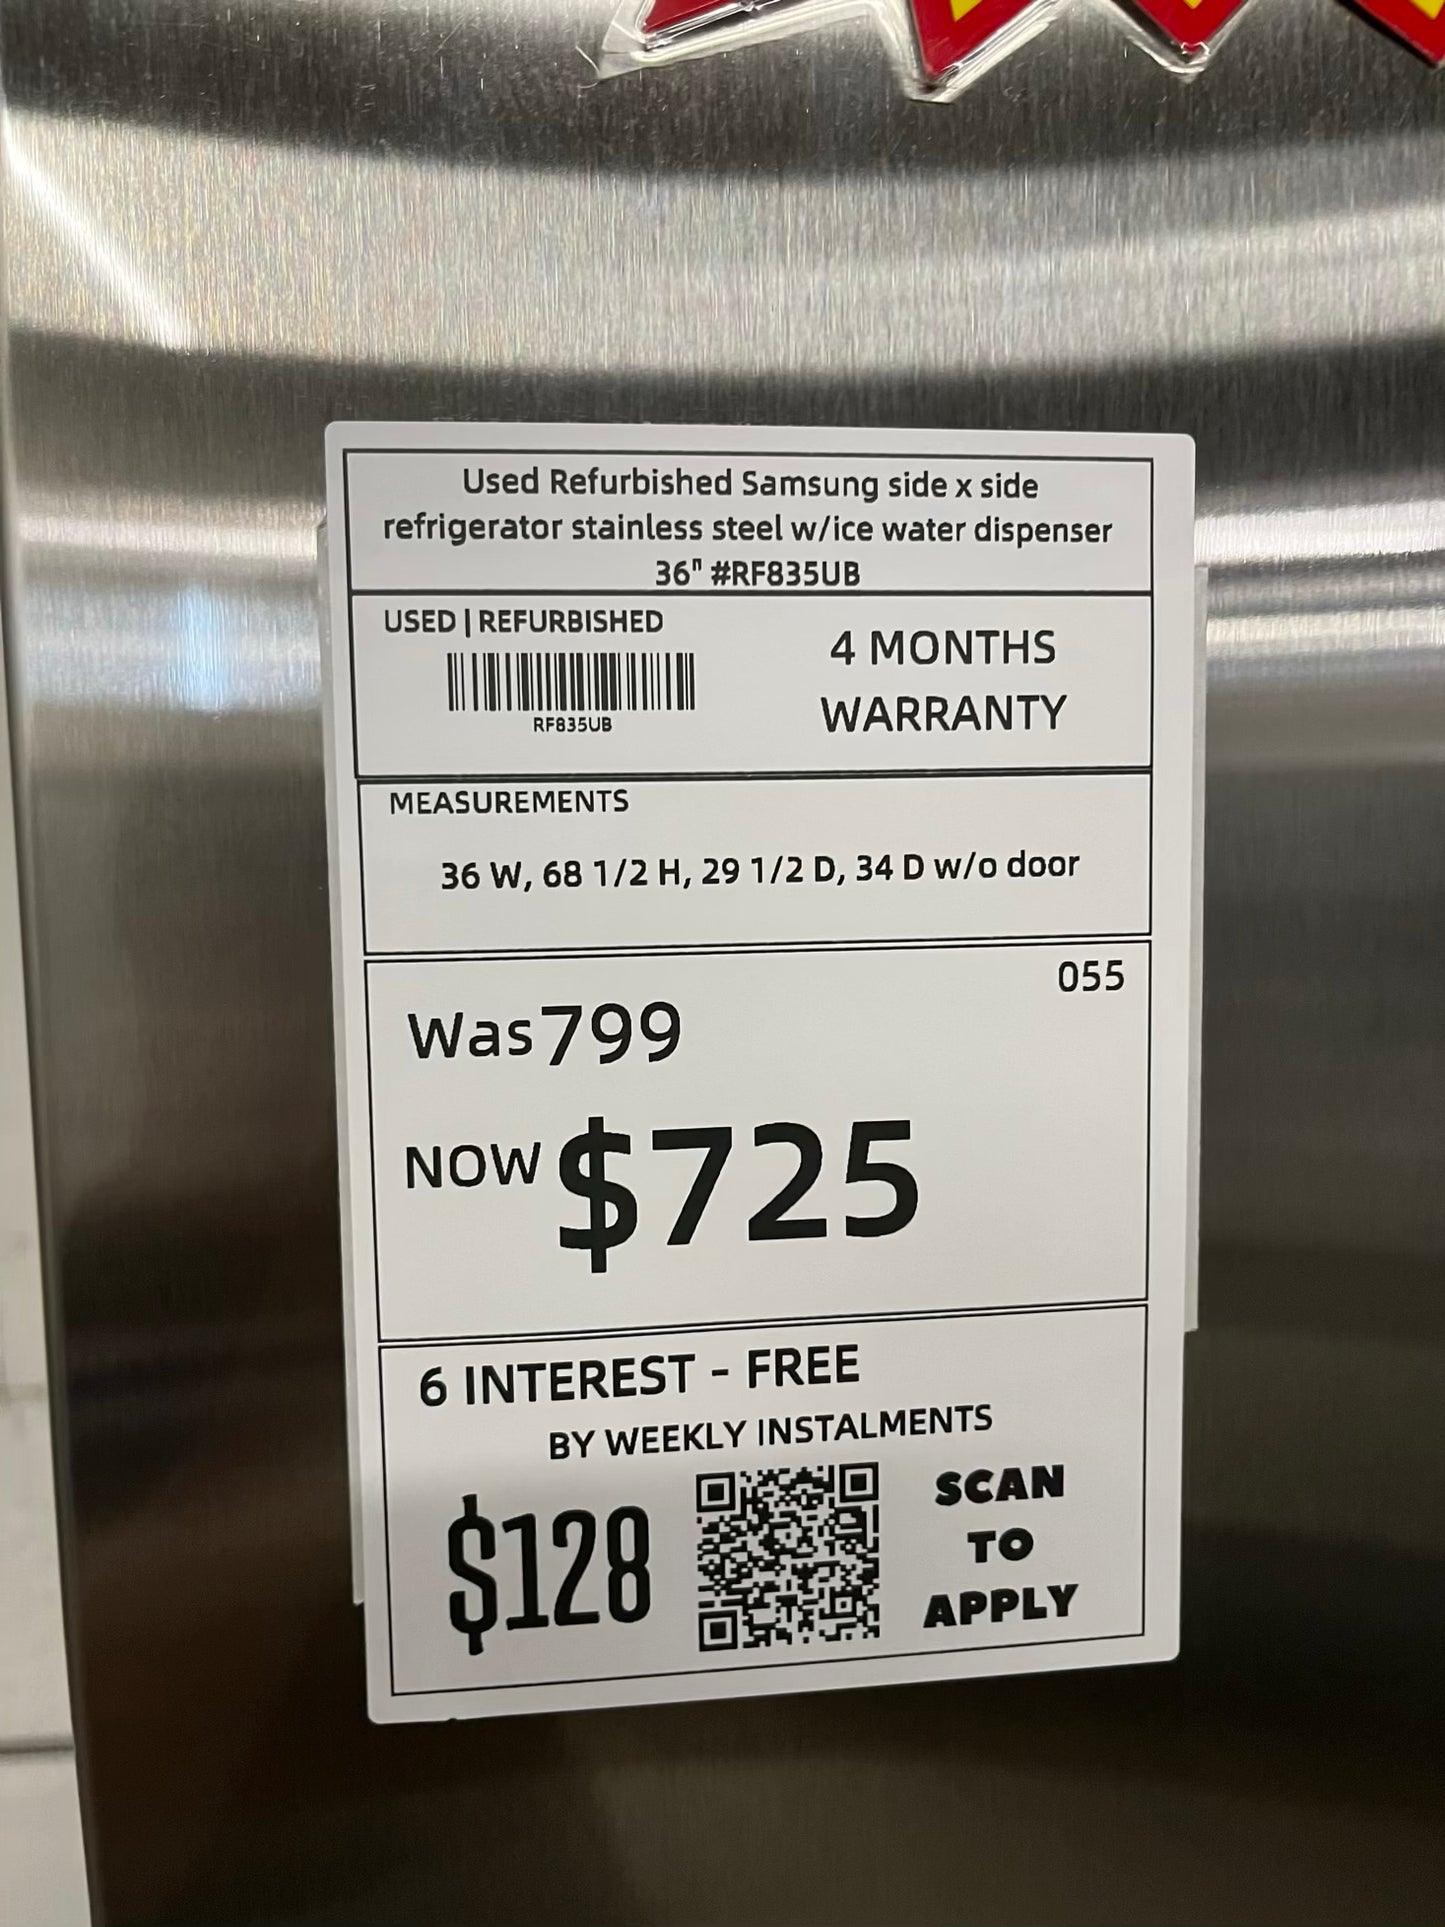 Used Refurbished Samsung side x side
refrigerator stainless steel w/ice water dispenser
36" #RF835UB
USED | REFURBISHED
RF835UB
4 MONTHS
WARRANTY
MEASUREMENTS
36 W, 68 1/2 H, 29 1/2 D, 34 D w/o door
055
Was 799
NOW $725
6 INTEREST - FREE
BY WEEKLY INSTALMENTS
$128
SCAN
TO
APPLY